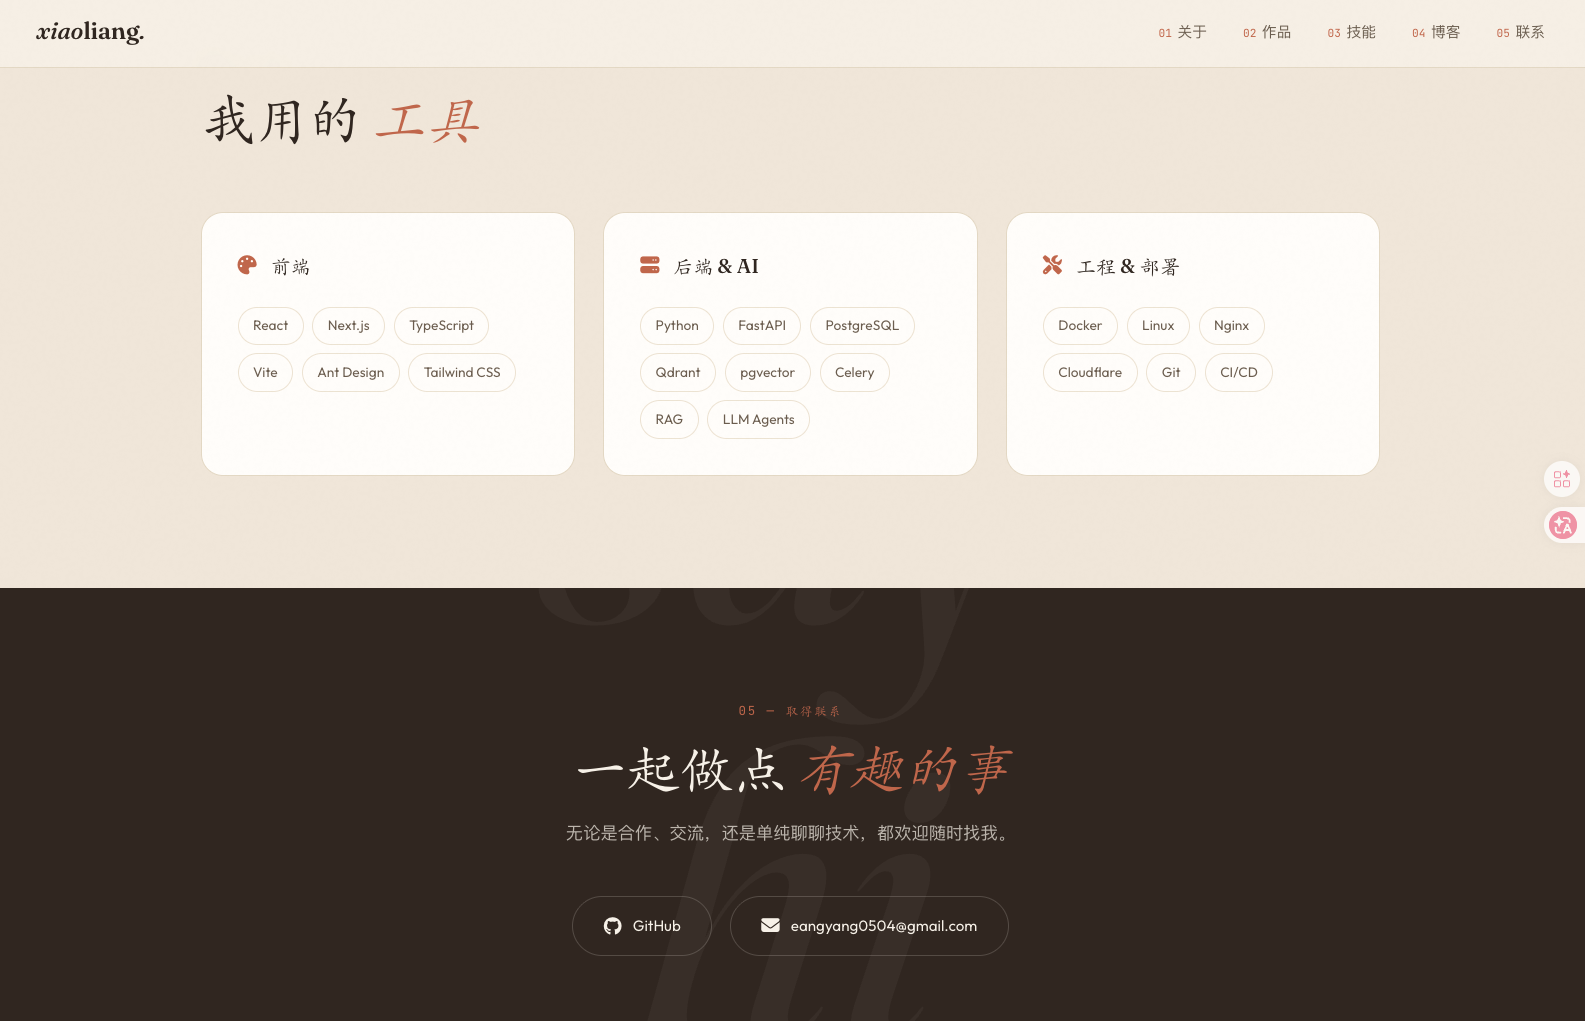 xiaoliang.
01 关于 02 作品 03 技能 04 博客 05 联系
我用的 工具
前端
React Next.js TypeScript
Vite Ant Design Tailwind CSS
后端 & AI
Python FastAPI PostgreSQL
Qdrant pgvector Celery
RAG LLM Agents
工程 & 部署
Docker Linux Nginx
Cloudflare Git CI/CD
say
hi
05 — 取得联系
一起做点 有趣的事
无论是合作、交流，还是单纯聊聊技术，都欢迎随时找我。
GitHub eangyang0504@gmail.com